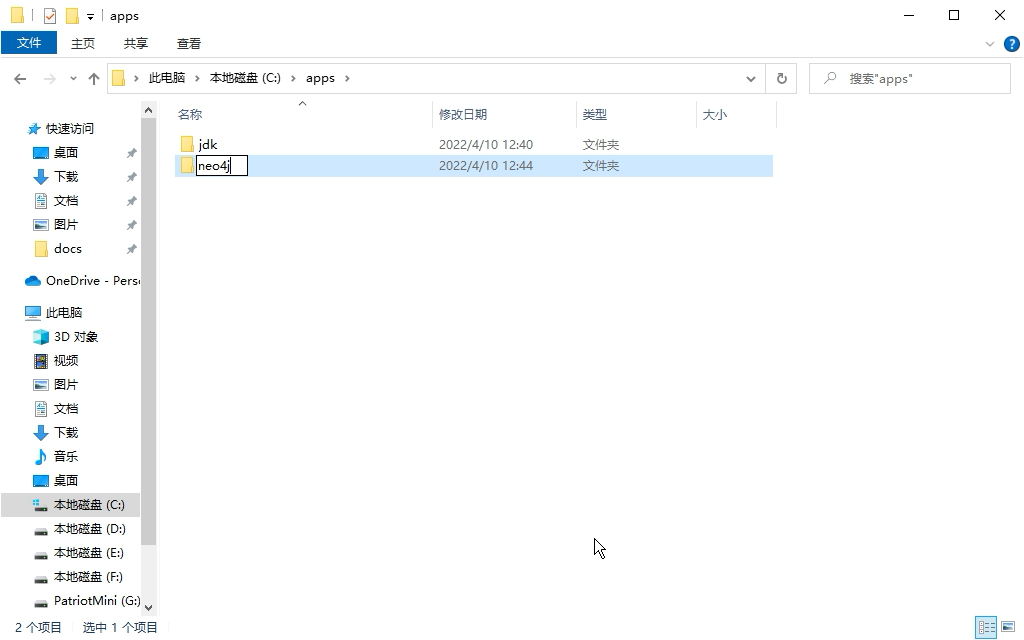 apps
文件 主页 共享 查看
此电脑 本地磁盘 (C:) apps
搜索"apps"
名称 修改日期 类型 大小
jdk 2022/4/10 12:40 文件夹
neo4j 2022/4/10 12:44 文件夹
快速访问
桌面
下载
文档
图片
docs
OneDrive - Pers
此电脑
3D 对象
视频
图片
文档
下载
音乐
桌面
本地磁盘 (C:)
本地磁盘 (D:)
本地磁盘 (E:)
本地磁盘 (F:)
PatriotMini (G:)
2 个项目 选中 1 个项目